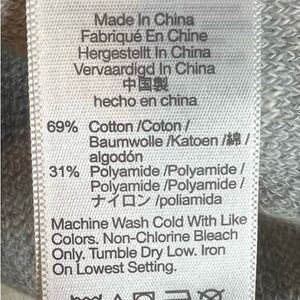 Made In China
Fabriqué En Chine
Hergestellt In China
Vervaardigd In China
中国製
hecho en china
69% Cotton /Coton /
Baumwolle /Katoen /綿 /
algodón
31% Polyamide /Polyamide /
Polyamide /Polyamide /
ナイロン /poliamida
Machine Wash Cold With Like
Colors. Non-Chlorine Bleach
Only. Tumble Dry Low. Iron
On Lowest Setting.